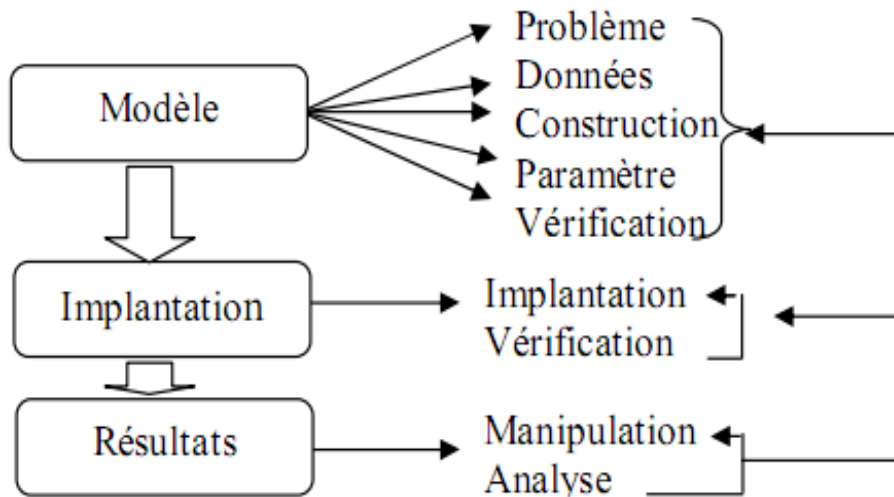 Modèle
Problème
Données
Construction
Paramètre
Vérification
Implantation
Implantation
Vérification
Résultats
Manipulation
Analyse